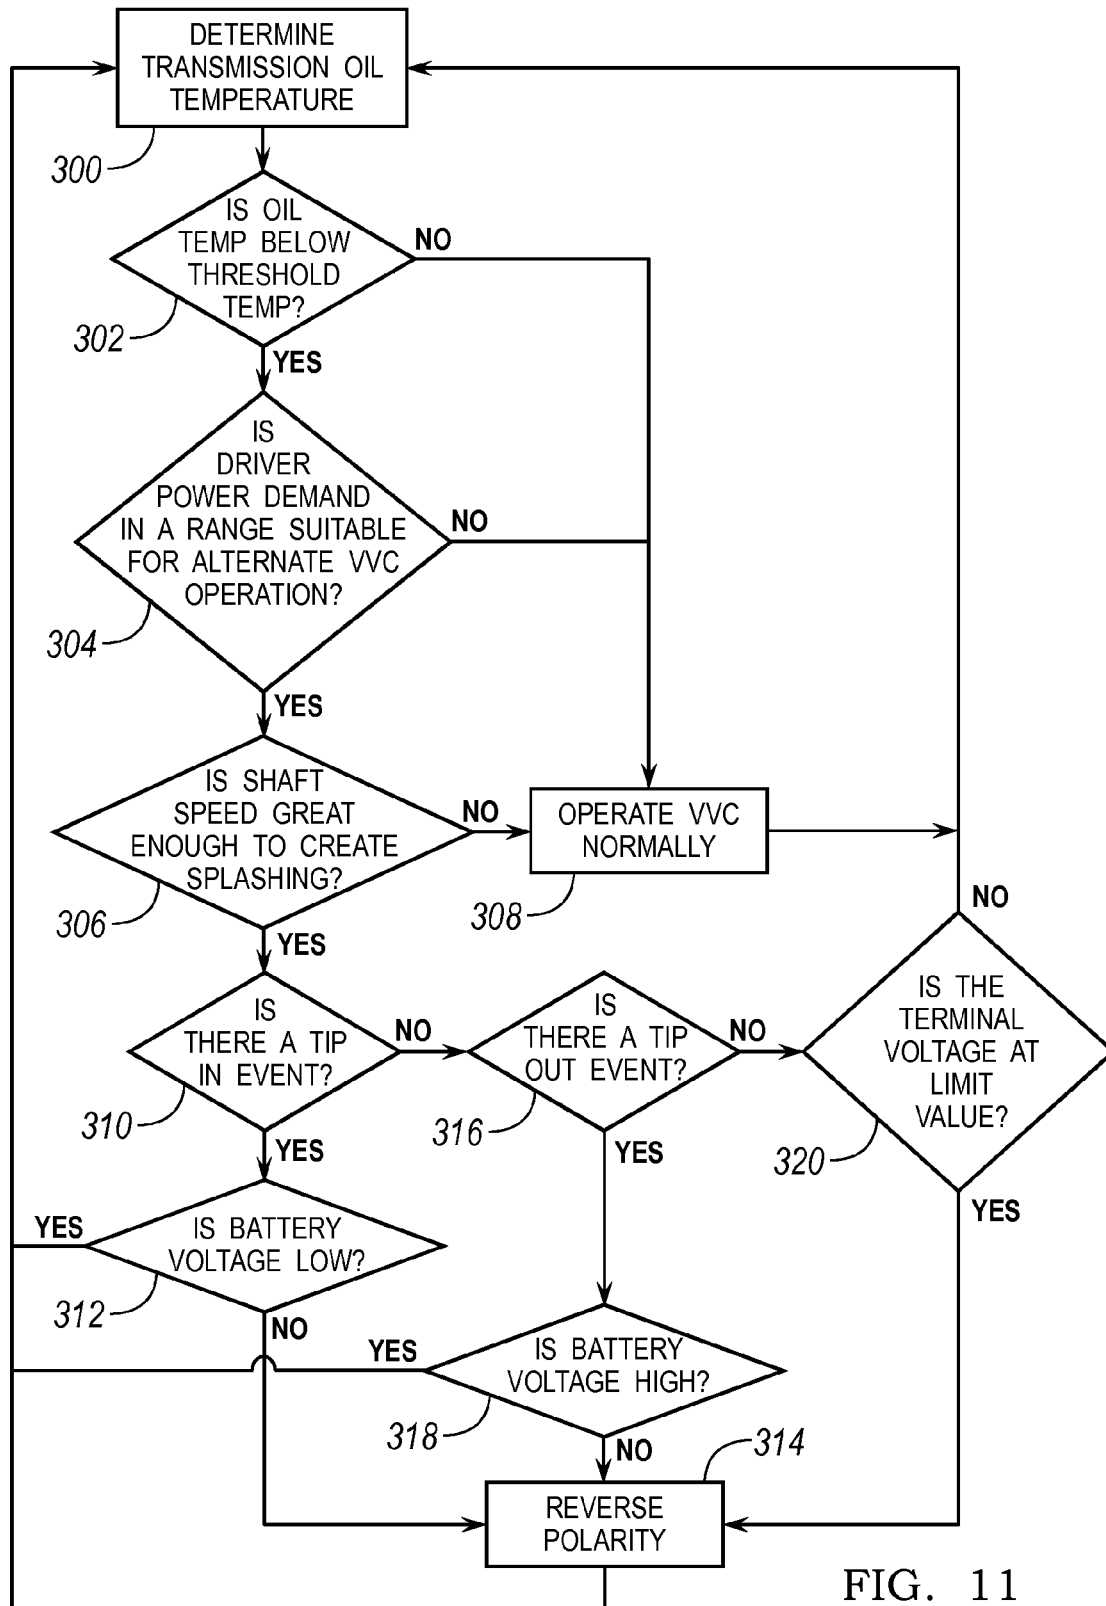 DETERMINE
TRANSMISSION OIL
TEMPERATURE
300
IS OIL
TEMP BELOW
THRESHOLD
TEMP?
NO
302
YES
IS
DRIVER
POWER DEMAND
IN A RANGE SUITABLE
FOR ALTERNATE VVC
OPERATION?
NO
304
YES
IS SHAFT
SPEED GREAT
ENOUGH TO CREATE
SPLASHING?
NO
OPERATE VVC
NORMALLY
306
308
YES
NO
IS
THERE A TIP
IN EVENT?
NO
IS
THERE A TIP
OUT EVENT?
NO
IS THE
TERMINAL
VOLTAGE AT
LIMIT
VALUE?
310
316
320
YES
YES
YES
YES
IS BATTERY
VOLTAGE LOW?
312
NO
YES
IS BATTERY
VOLTAGE HIGH?
318
NO
314
REVERSE
POLARITY
FIG. 11